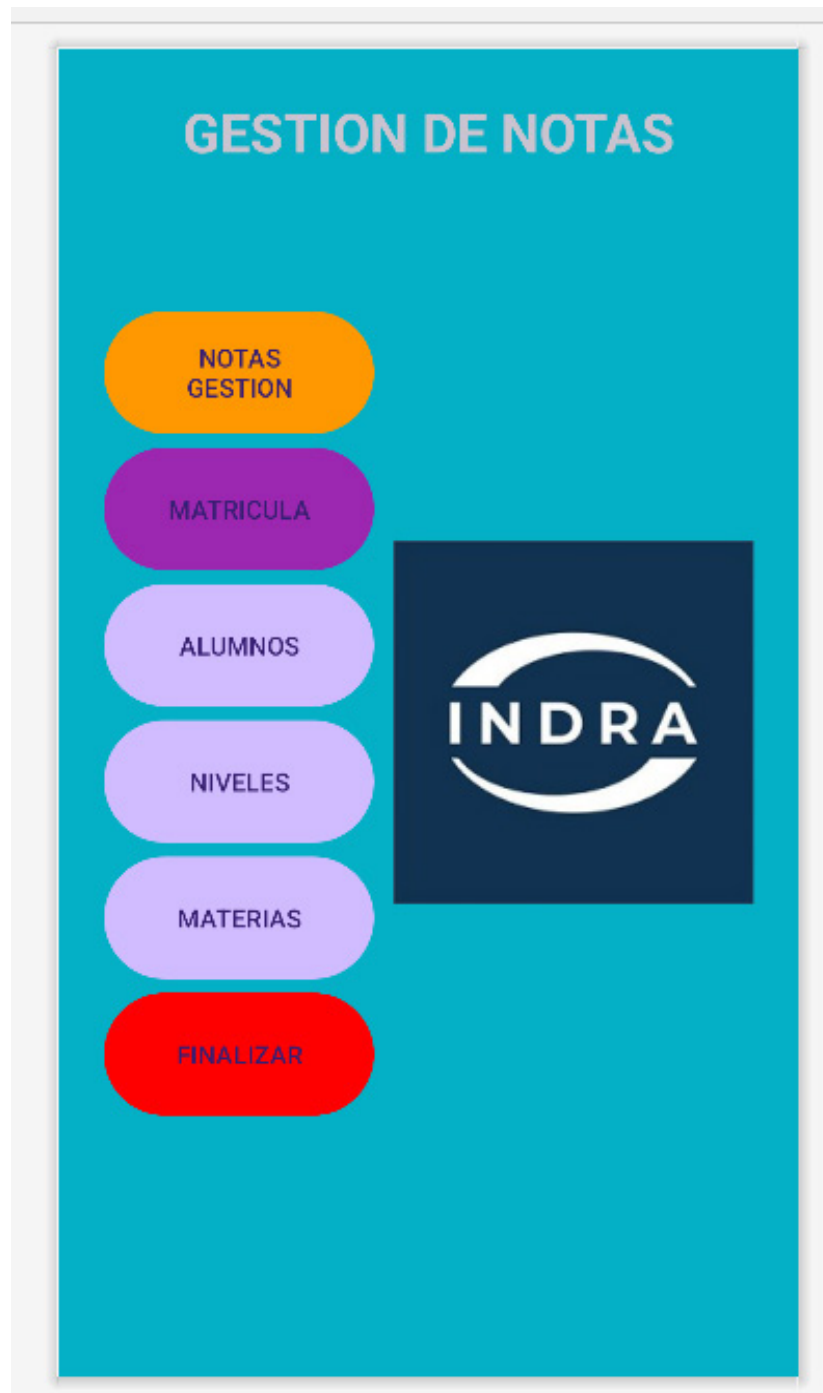 GESTION DE NOTAS
NOTAS
GESTION
MATRICULA
ALUMNOS
NIVELES
MATERIAS
FINALIZAR
INDRA